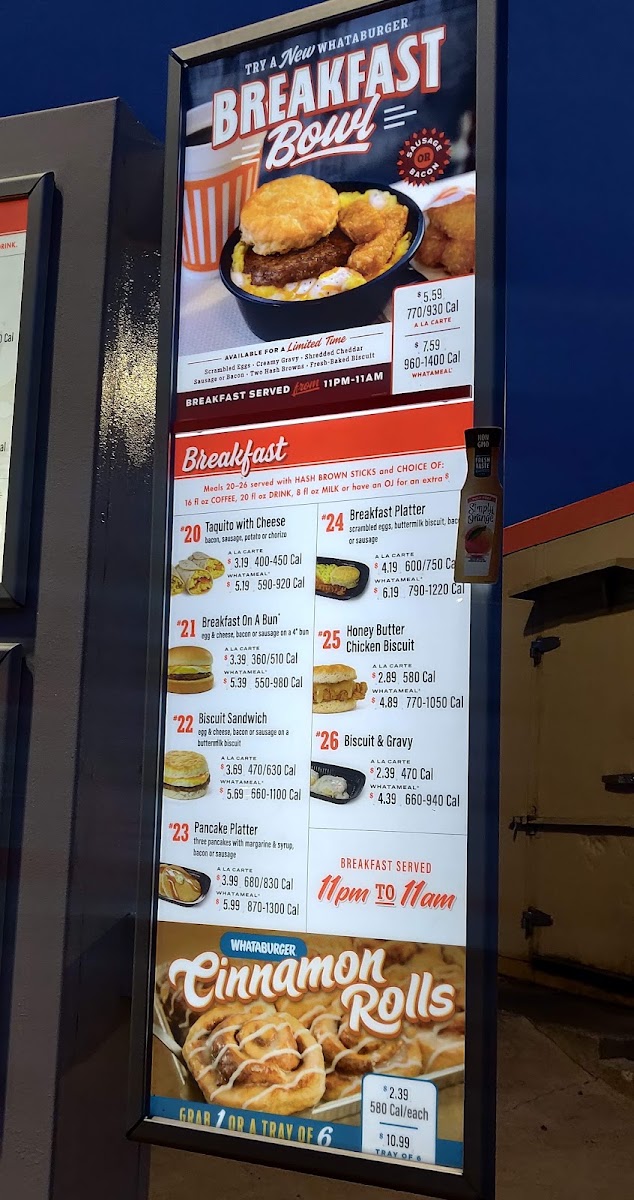 TRY A New WHATABURGER
BREAKFAST
Bowl
SAUSAGE
OR
BACON
$5.59
770/930 Cal
A LA CARTE
$7.59
960-1400 Cal
WHATAMEAL®
AVAILABLE FOR A Limited Time
Scrambled Eggs · Creamy Gravy · Shredded Cheddar
Sausage or Bacon · Two Hash Browns · Fresh-Baked Biscuit
BREAKFAST SERVED from 11PM-11AM
Breakfast
Meals 20-26 served with HASH BROWN STICKS and CHOICE OF:
16 fl oz COFFEE, 20 fl oz DRINK, 8 fl oz MILK or have an OJ for an extra $
NON
GMO
FRESH
TASTE
Simply
Orange
#20 Taquito with Cheese
bacon, sausage, potato or chorizo
A LA CARTE
$3.19 400-450 Cal
WHATAMEAL®
$5.19 590-920 Cal
#21 Breakfast On A Bun®
egg & cheese, bacon or sausage on a 4" bun
A LA CARTE
$3.39 360/510 Cal
WHATAMEAL®
$5.39 550-980 Cal
#22 Biscuit Sandwich
egg & cheese, bacon or sausage on a
buttermilk biscuit
A LA CARTE
$3.69 470/630 Cal
WHATAMEAL®
$5.69 660-1100 Cal
#23 Pancake Platter
three pancakes with margarine & syrup,
bacon or sausage
A LA CARTE
$3.99 680/830 Cal
WHATAMEAL®
$5.99 870-1300 Cal
#24 Breakfast Platter
scrambled eggs, buttermilk biscuit, baco
or sausage
A LA CARTE
$4.19 600/750 Ca
WHATAMEAL®
$6.19 790-1220 Cal
#25 Honey Butter
Chicken Biscuit
A LA CARTE
$2.89 580 Cal
WHATAMEAL®
$4.89 770-1050 Cal
#26 Biscuit & Gravy
A LA CARTE
$2.39 470 Cal
WHATAMEAL®
$4.39 660-940 Cal
BREAKFAST SERVED
11pm TO 11am
WHATABURGER
Cinnamon
Rolls
$2.39
580 Cal/each
$10.99
TRAY OF 6
GRAB 1 OR A TRAY OF 6
RINK.
0 Cal
al